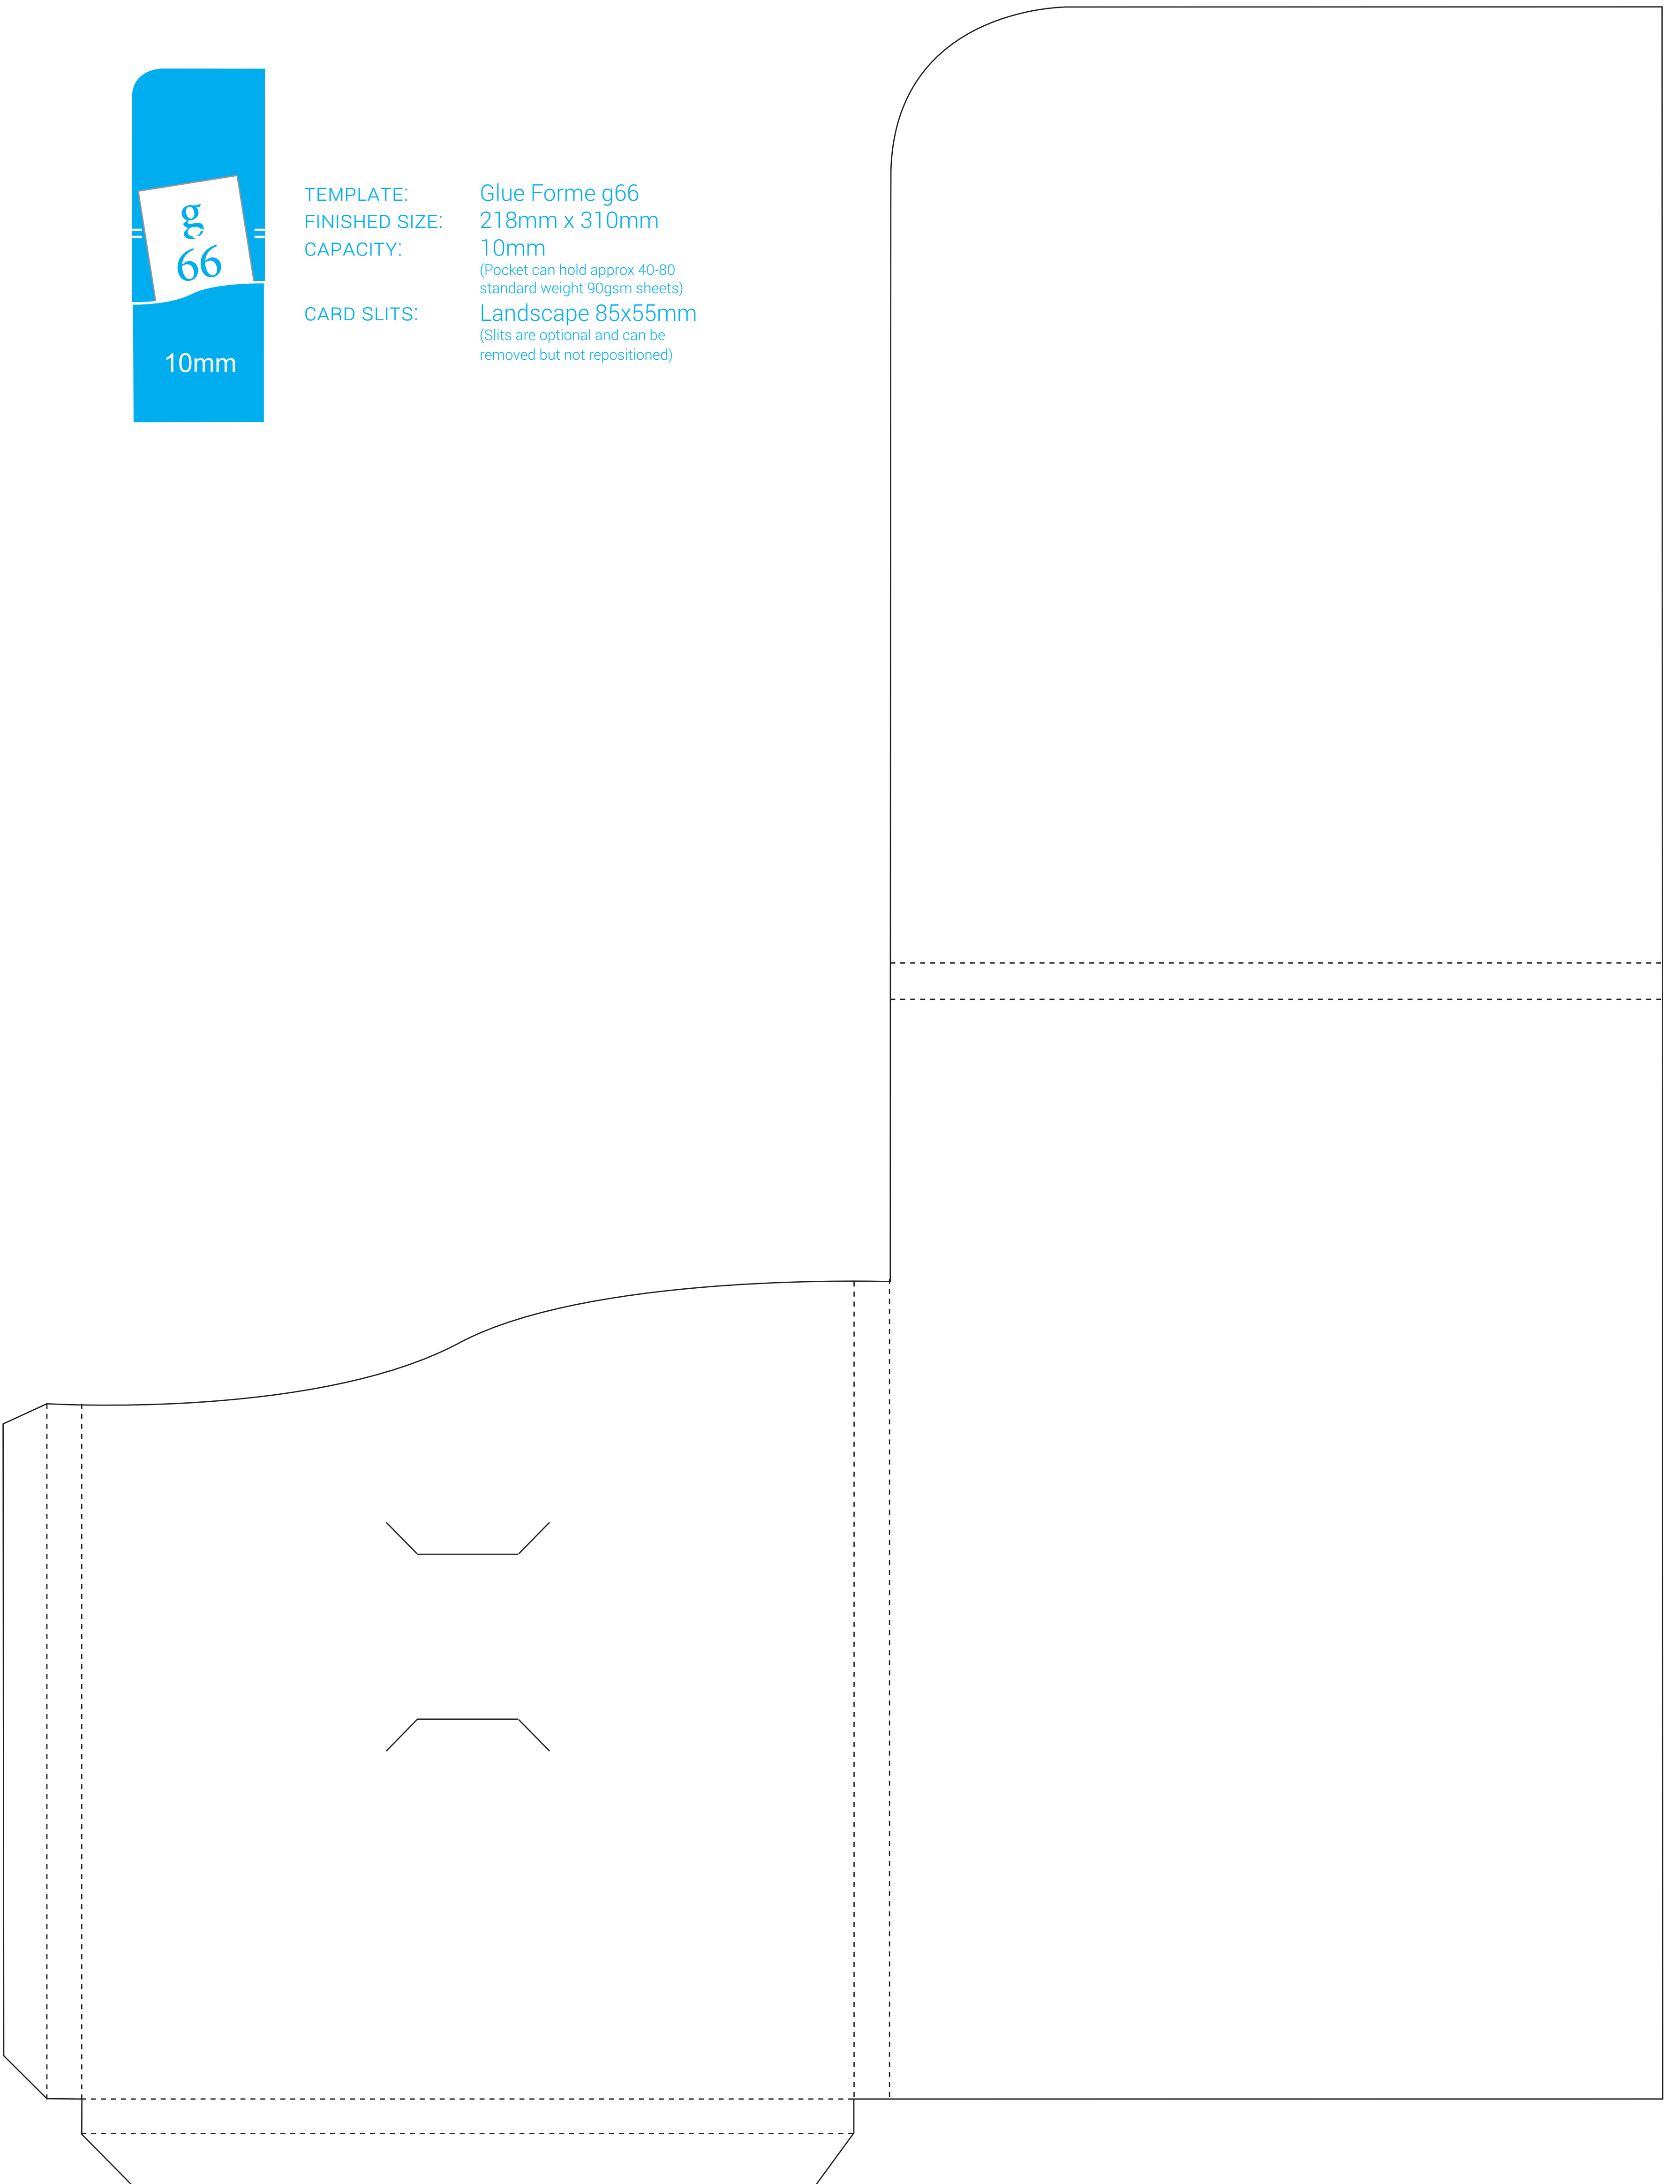 g
66
10mm
TEMPLATE: Glue Forme g66
FINISHED SIZE: 218mm x 310mm
CAPACITY: 10mm
(Pocket can hold approx 40-80
standard weight 90gsm sheets)
CARD SLITS: Landscape 85x55mm
(Slits are optional and can be
removed but not repositioned)